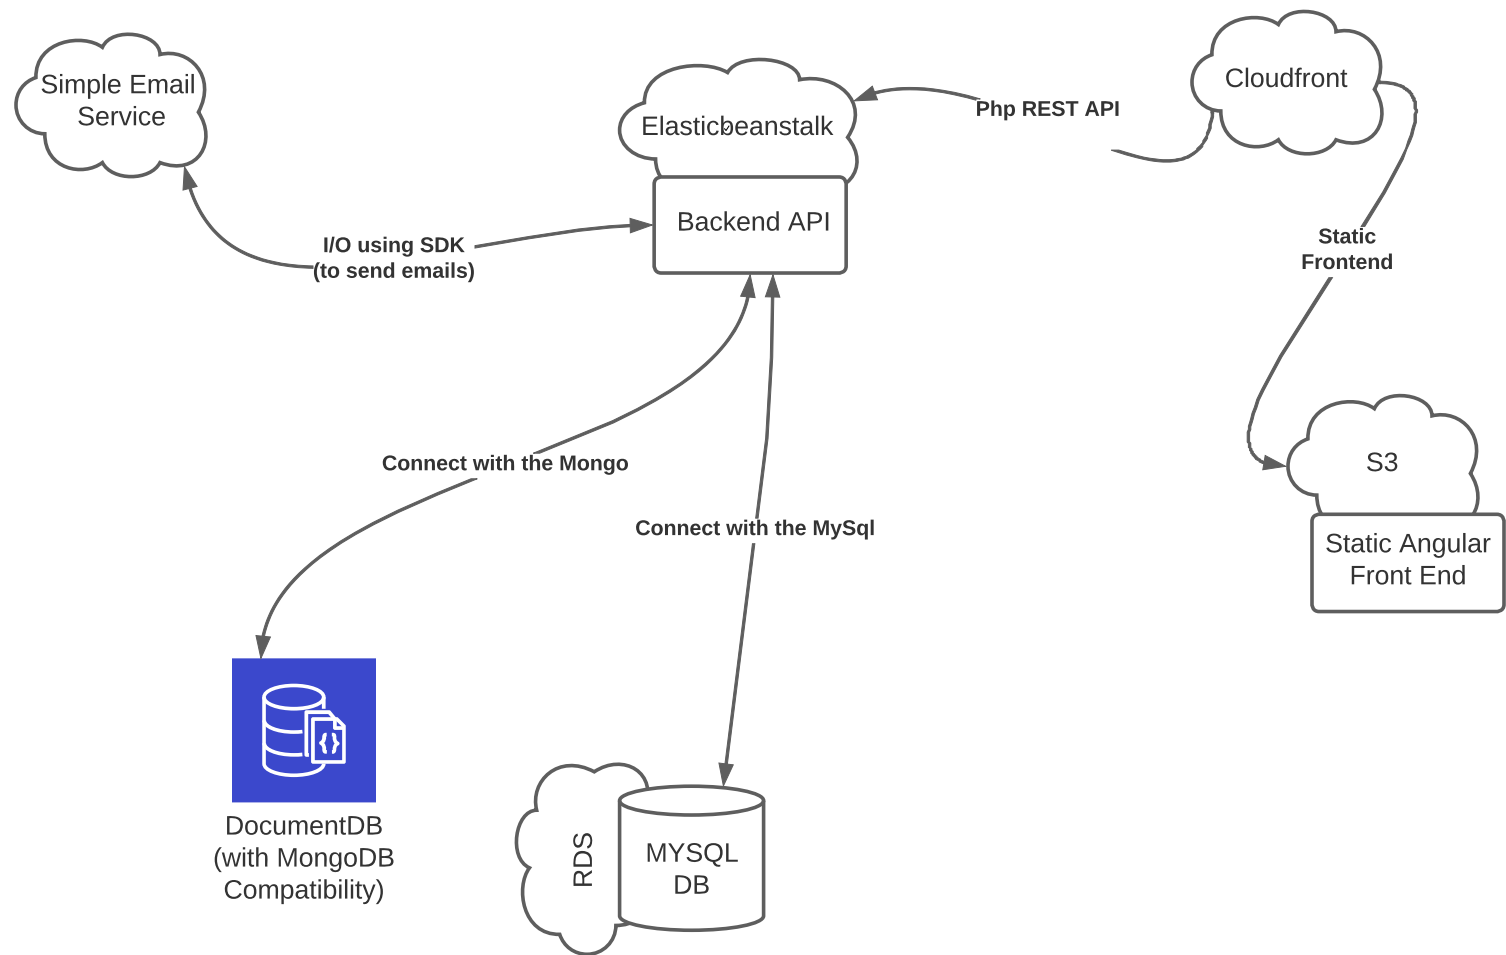 Simple Email
Service
Elasticbeanstalk
Backend API
Php REST API
Cloudfront
I/O using SDK
(to send emails)
Static
Frontend
Connect with the Mongo
Connect with the MySql
S3
Static Angular
Front End
DocumentDB
(with MongoDB
Compatibility)
RDS
MYSQL
DB